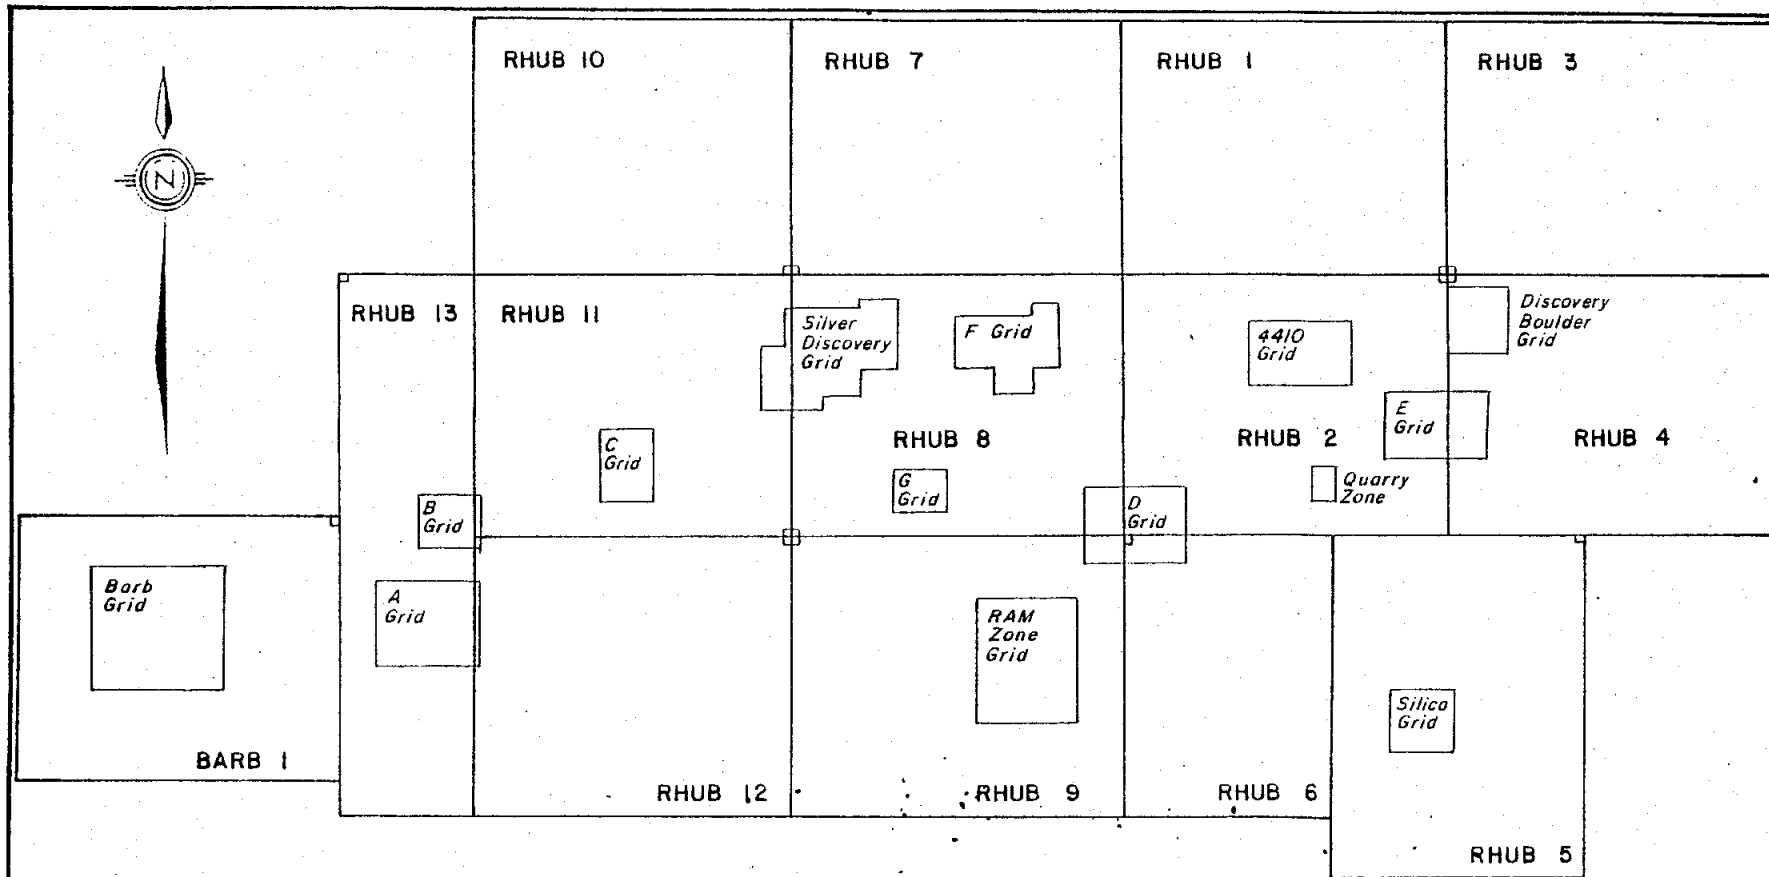 RHUB 10
RHUB 7
RHUB 1
RHUB 3
N
RHUB 13
RHUB 11
Silver
Discovery
Grid
F Grid
4410
Grid
Discovery
Boulder
Grid
E
Grid
RHUB 8
RHUB 2
RHUB 4
C
Grid
G
Grid
Quarry
Zone
B
Grid
D
Grid
Barb
Grid
A
Grid
RAM
Zone
Grid
Silica
Grid
BARB 1
RHUB 12
RHUB 9
RHUB 6
RHUB 5